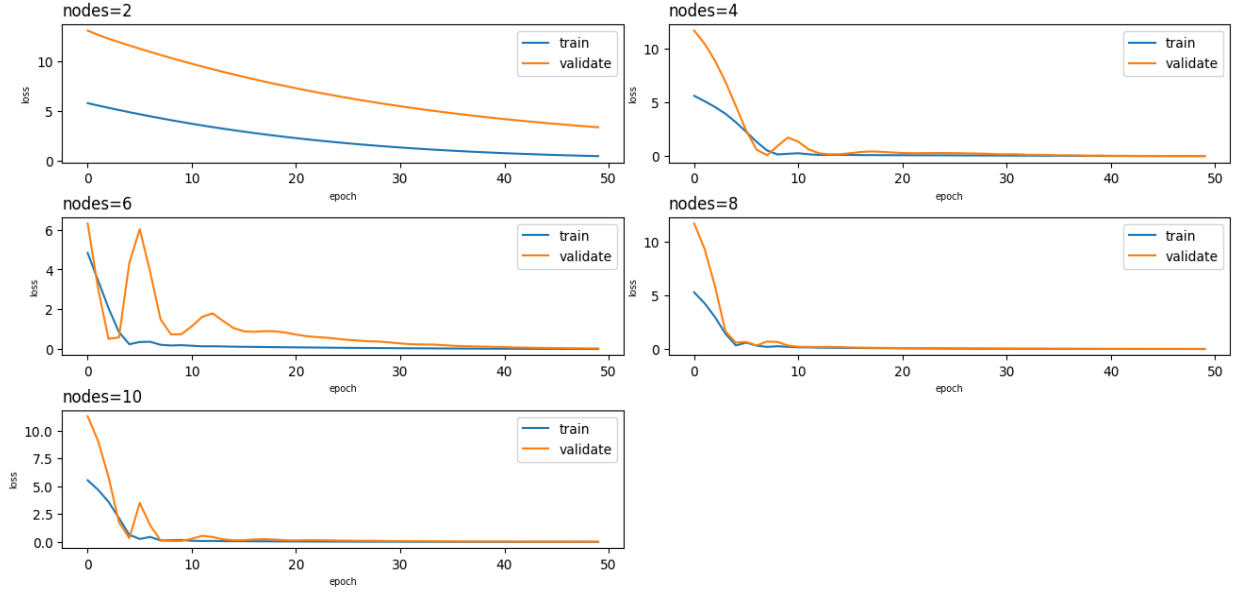 nodes=2
10
5
0
loss
train
validate
0 10 20 30 40 50
epoch
nodes=4
10
5
0
loss
train
validate
0 10 20 30 40 50
epoch
nodes=6
6
4
2
0
loss
train
validate
0 10 20 30 40 50
epoch
nodes=8
10
5
0
loss
train
validate
0 10 20 30 40 50
epoch
nodes=10
10.0
7.5
5.0
2.5
0.0
loss
train
validate
0 10 20 30 40 50
epoch